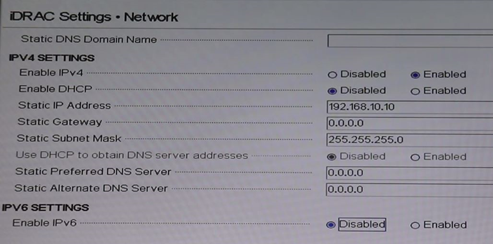 iDRAC Settings • Network
Static DNS Domain Name
IPV4 SETTINGS
Enable IPv4 Disabled Enabled
Enable DHCP Disabled Enabled
Static IP Address 192.168.10.10
Static Gateway 0.0.0.0
Static Subnet Mask 255.255.255.0
Use DHCP to obtain DNS server addresses Disabled Enabled
Static Preferred DNS Server 0.0.0.0
Static Alternate DNS Server 0.0.0.0
IPV6 SETTINGS
Enable IPv6 Disabled Enabled